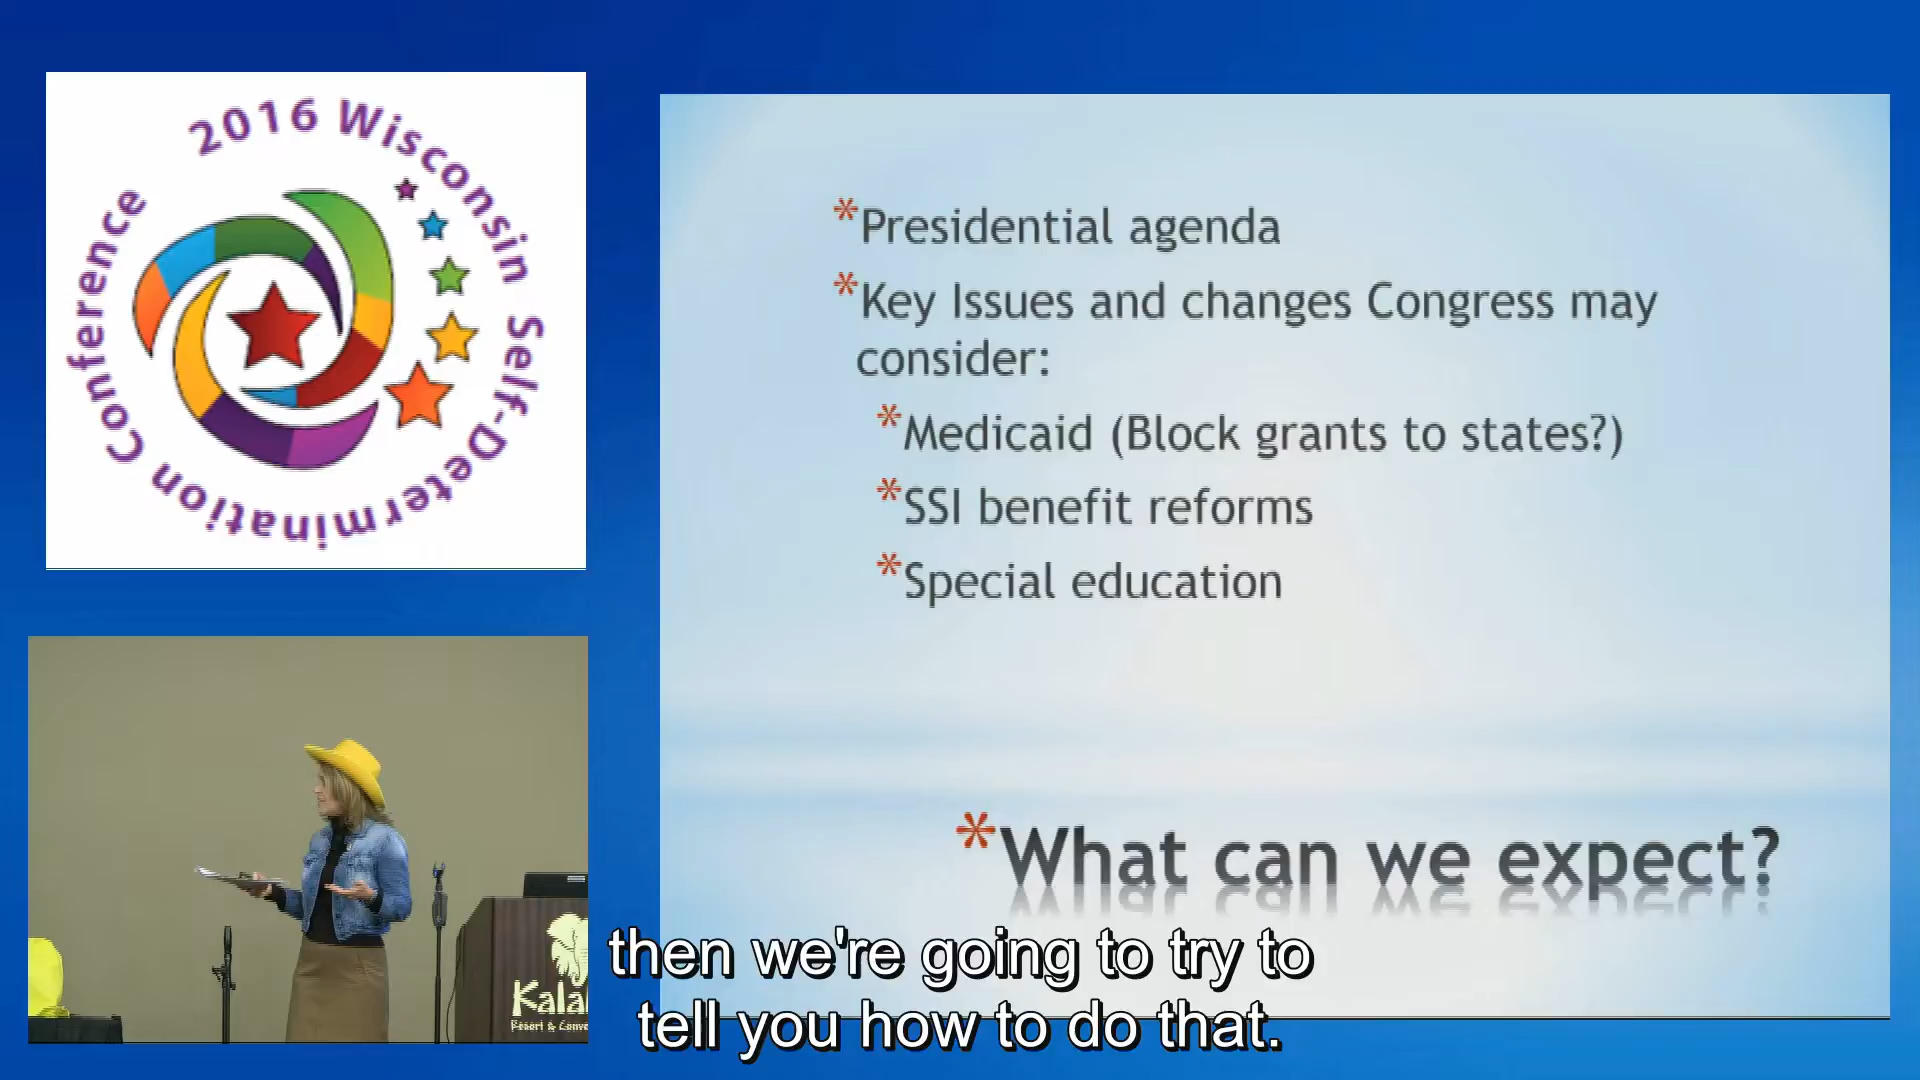 2016 Wisconsin Self-Determination Conference
*Presidential agenda
*Key Issues and changes Congress may
consider:
*Medicaid (Block grants to states?)
*SSI benefit reforms
*Special education
*What can we expect?
Resort &
then we're going to try to
tell you how to do that.